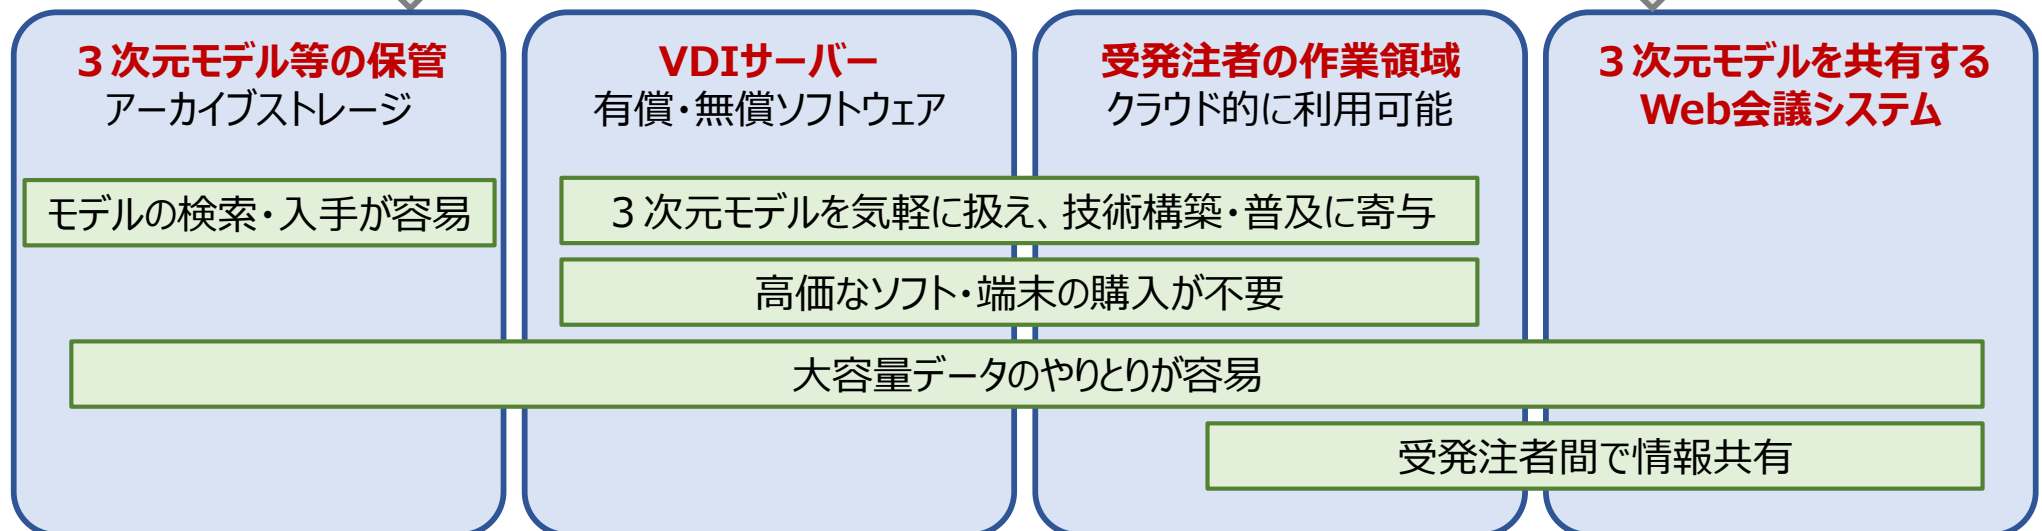 ３次元モデル等の保管
アーカイブストレージ
VDIサーバー
有償・無償ソフトウェア
受発注者の作業領域
クラウド的に利用可能
３次元モデルを共有する
Web会議システム
モデルの検索・入手が容易
３次元モデルを気軽に扱え、技術構築・普及に寄与
高価なソフト・端末の購入が不要
大容量データのやりとりが容易
受発注者間で情報共有